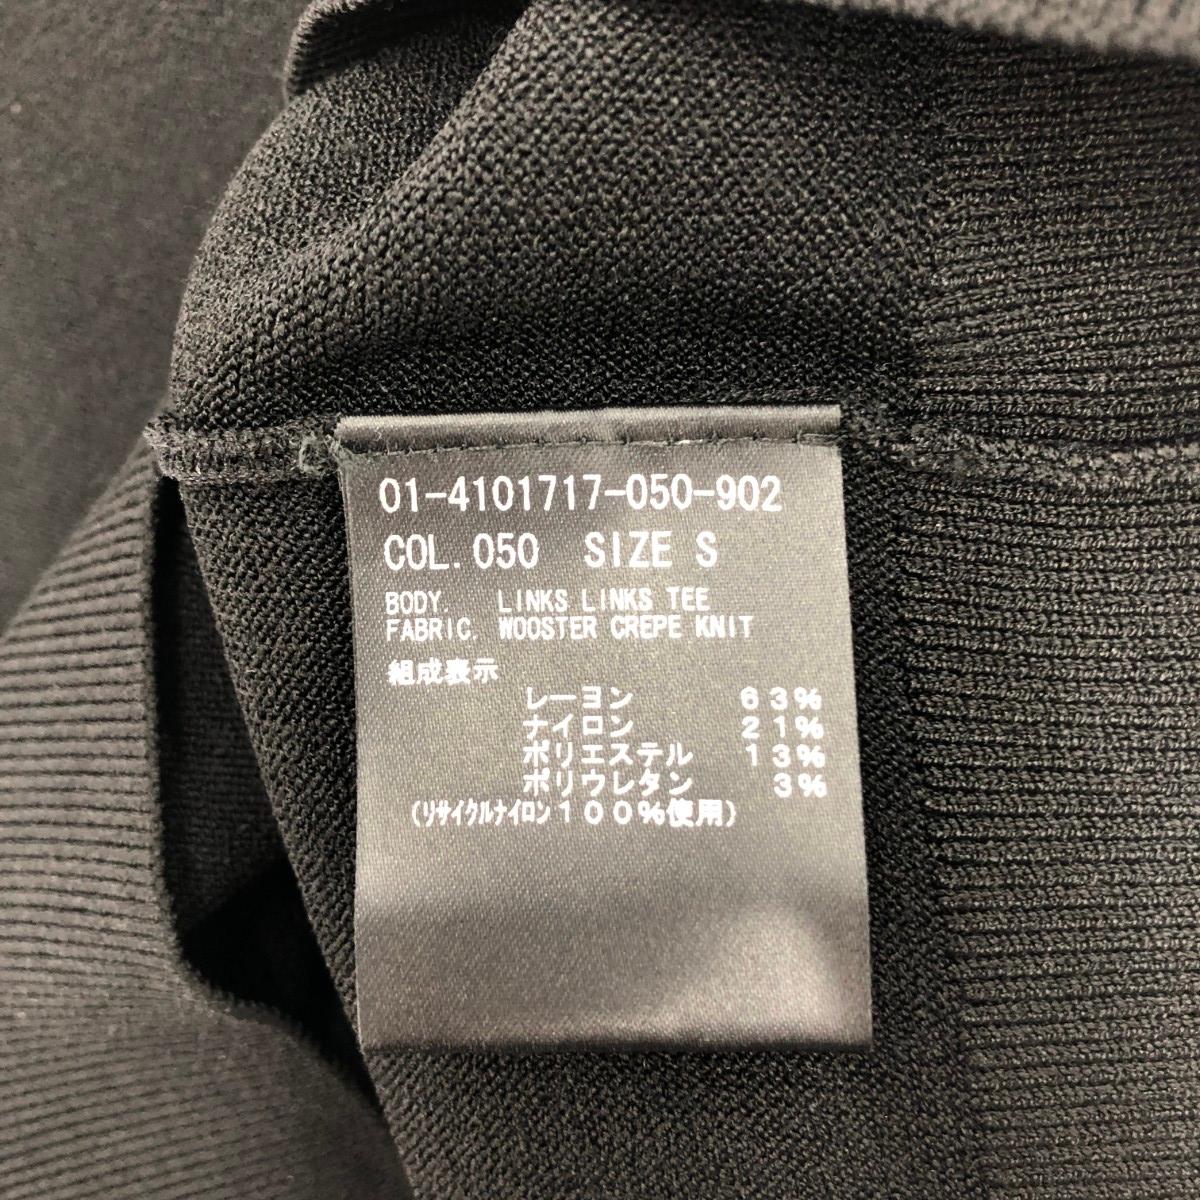 01-4101717-050-902
COL. 050 SIZE S
BODY. LINKS LINKS TEE
FABRIC. WOOSTER CREPE KNIT
組成表示
レーヨン 63%
ナイロン 21%
ポリエステル 13%
ポリウレタン 3%
(ﾘｻｲｸﾙﾅｲﾛﾝ100%使用)